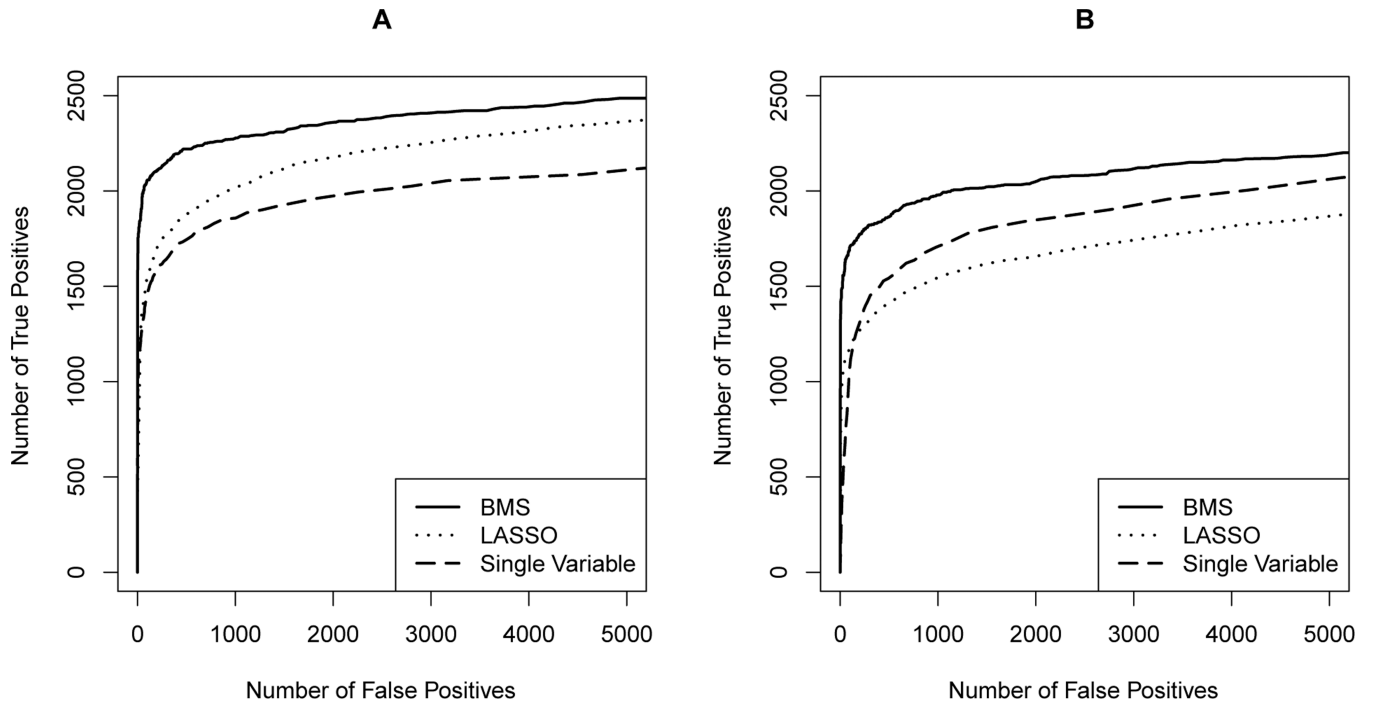 A
Number of True Positives
2500
2000
1500
1000
500
0
BMS
LASSO
Single Variable
0 1000 2000 3000 4000 5000
Number of False Positives
B
Number of True Positives
2500
2000
1500
1000
500
0
BMS
LASSO
Single Variable
0 1000 2000 3000 4000 5000
Number of False Positives